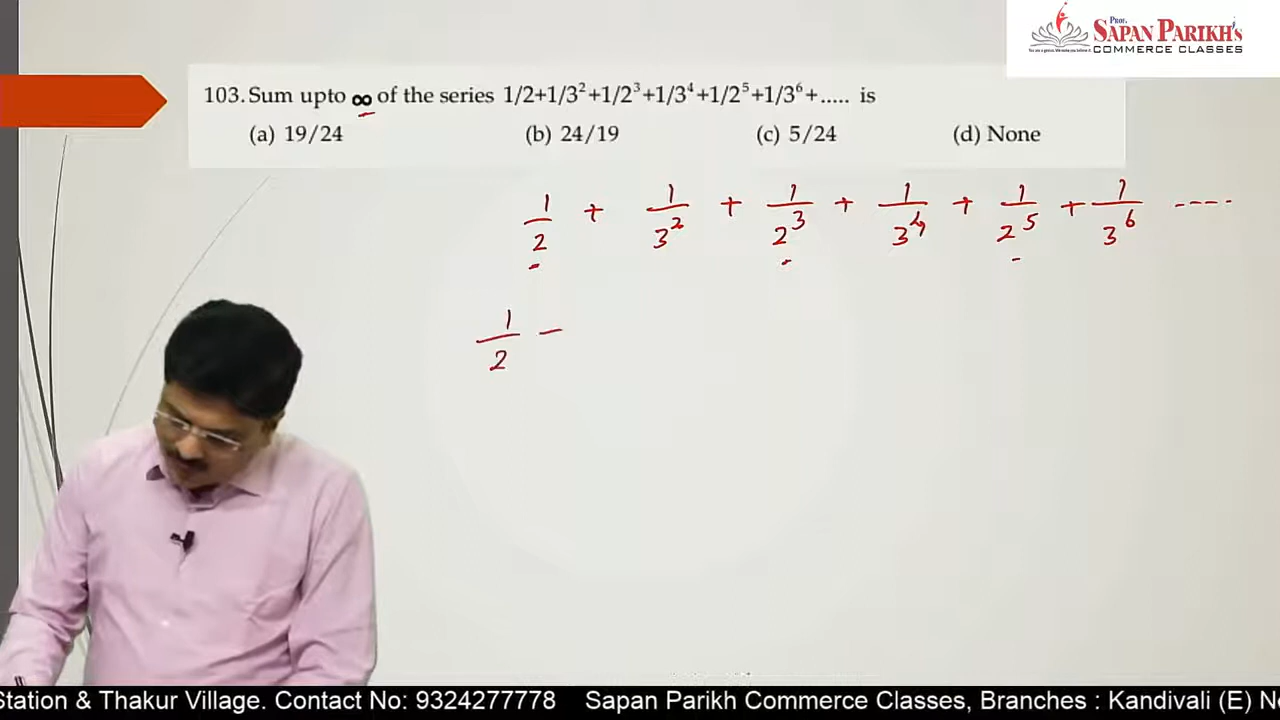 PROF.
SAPAN PARIKH'S
COMMERCE CLASSES
103. Sum upto ∞ of the series 1/2+1/3²+1/2³+1/3⁴+1/2⁵+1/3⁶+..... is
(a) 19/24 (b) 24/19 (c) 5/24 (d) None
1/2 + 1/3² + 1/2³ + 1/3⁴ + 1/2⁵ + 1/3⁶ ----
1/2 -
Station & Thakur Village. Contact No: 9324277778 Sapan Parikh Commerce Classes, Branches : Kandivali (E) N